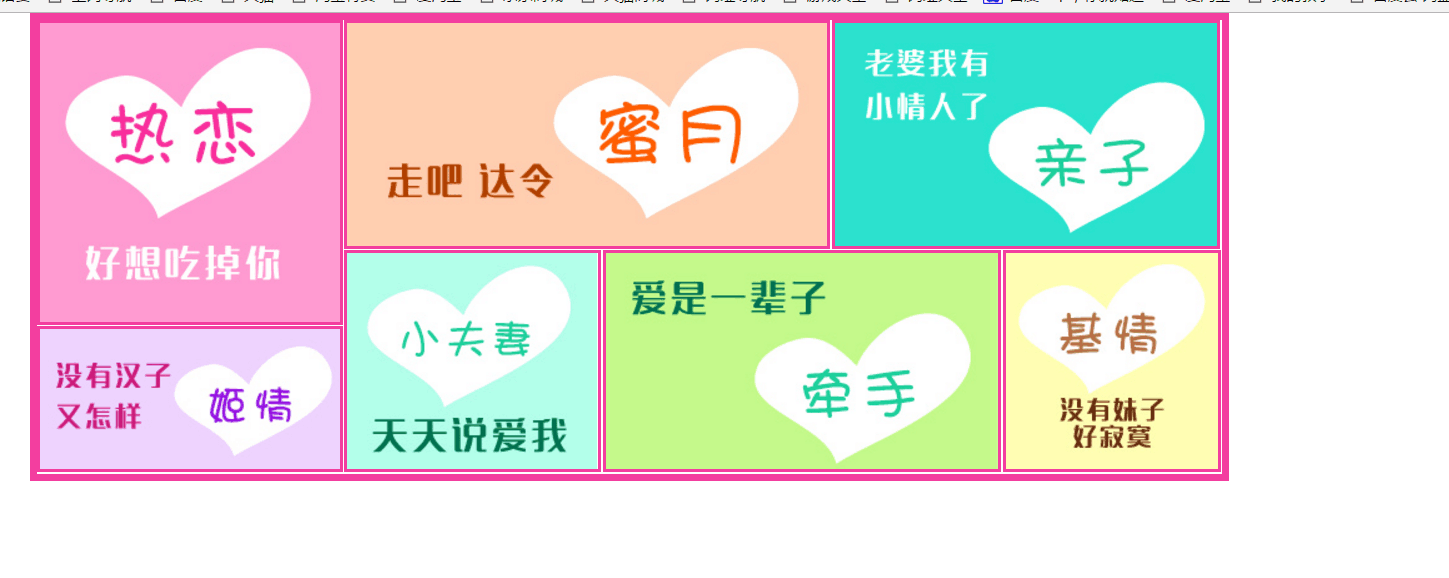 热恋
好想吃掉你
走吧 达令
蜜月
老婆我有
小情人了
亲子
没有汉子
又怎样
姬情
小夫妻
天天说爱我
爱是一辈子
牵手
基情
没有妹子
好寂寞